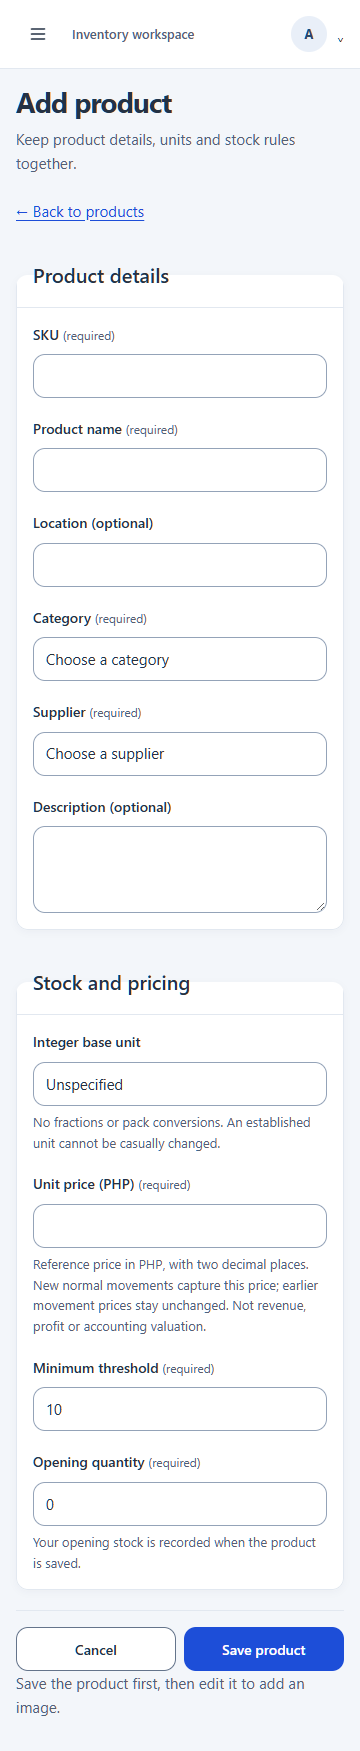 Inventory workspace
A
Add product
Keep product details, units and stock rules
together.
← Back to products
Product details
SKU (required)
Product name (required)
Location (optional)
Category (required)
Choose a category
Supplier (required)
Choose a supplier
Description (optional)
Stock and pricing
Integer base unit
Unspecified
No fractions or pack conversions. An established
unit cannot be casually changed.
Unit price (PHP) (required)
Reference price in PHP, with two decimal places.
New normal movements capture this price; earlier
movement prices stay unchanged. Not revenue,
profit or accounting valuation.
Minimum threshold (required)
10
Opening quantity (required)
0
Your opening stock is recorded when the product
is saved.
Cancel
Save product
Save the product first, then edit it to add an
image.